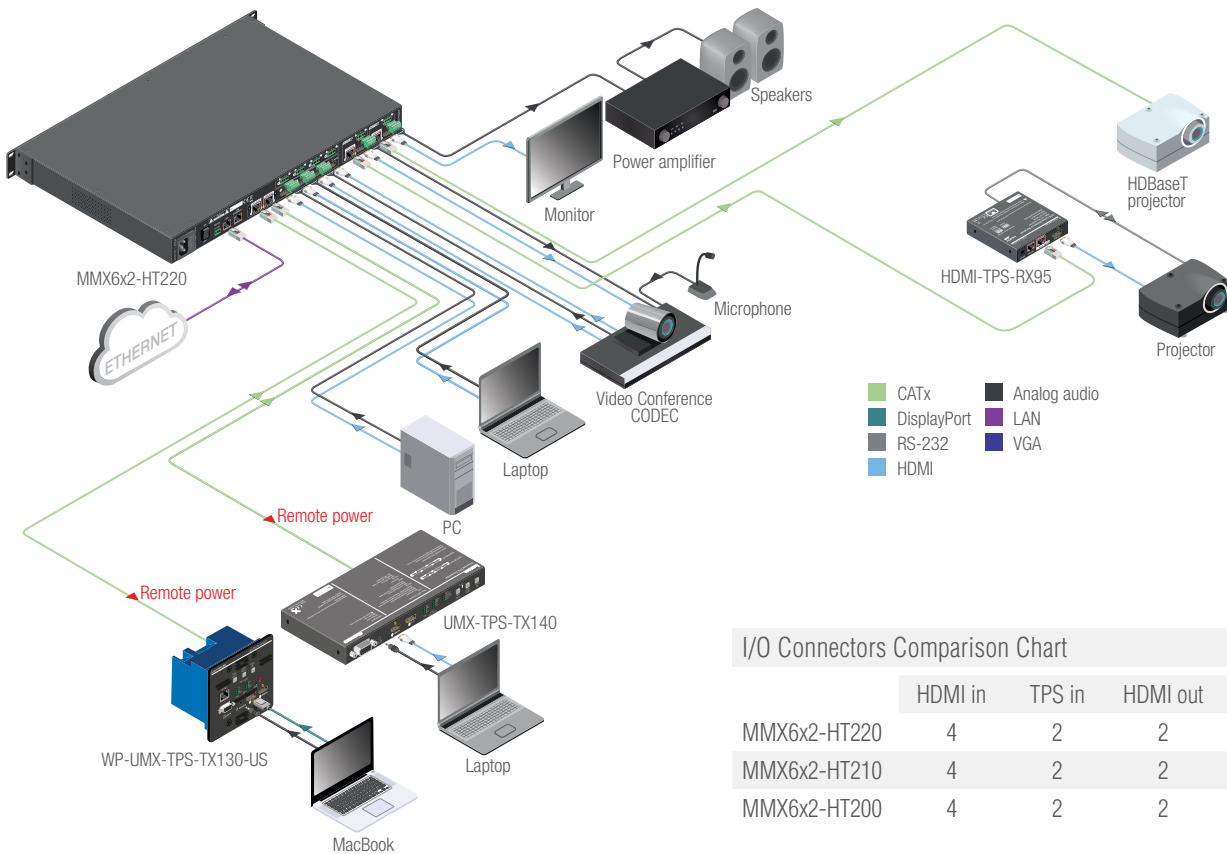 Speakers
Power amplifier
Monitor
HDBaseT
projector
MMX6x2-HT220
HDMI-TPS-RX95
Microphone
ETHERNET
Projector
Video Conference
CODEC
CATx
DisplayPort
RS-232
HDMI
Analog audio
LAN
VGA
Laptop
PC
Remote power
Remote power
UMX-TPS-TX140
WP-UMX-TPS-TX130-US
Laptop
MacBook
I/O Connectors Comparison Chart
HDMI in TPS in HDMI out
MMX6x2-HT220 4 2 2
MMX6x2-HT210 4 2 2
MMX6x2-HT200 4 2 2